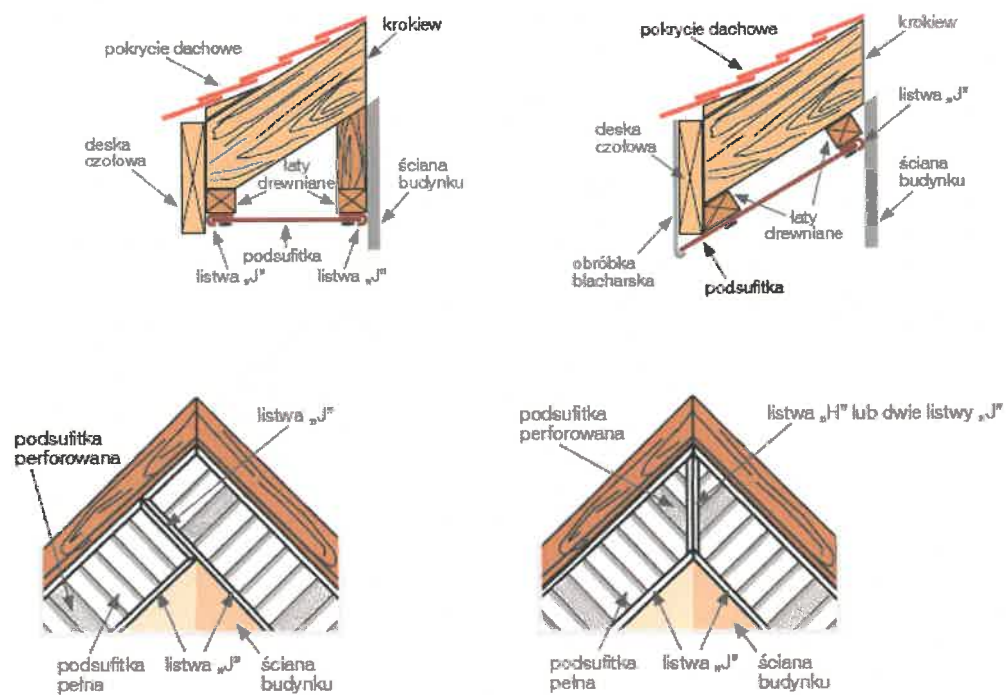 pokrycie dachowe
krokiew
deska
czołowa
łaty
drewniane
ściana
budynku
podsufitka
listwa „J”
listwa „J”
pokrycie dachowe
krokiew
listwa „J”
deska
czołowa
ściana
budynku
łaty
drewniane
obróbka
blacharska
podsufitka
listwa „J”
podsufitka
perforowana
podsufitka
pełna
listwa „J”
ściana
budynku
podsufitka
perforowana
listwa „H” lub dwie listwy „J”
podsufitka
pełna
listwa „J”
ściana
budynku